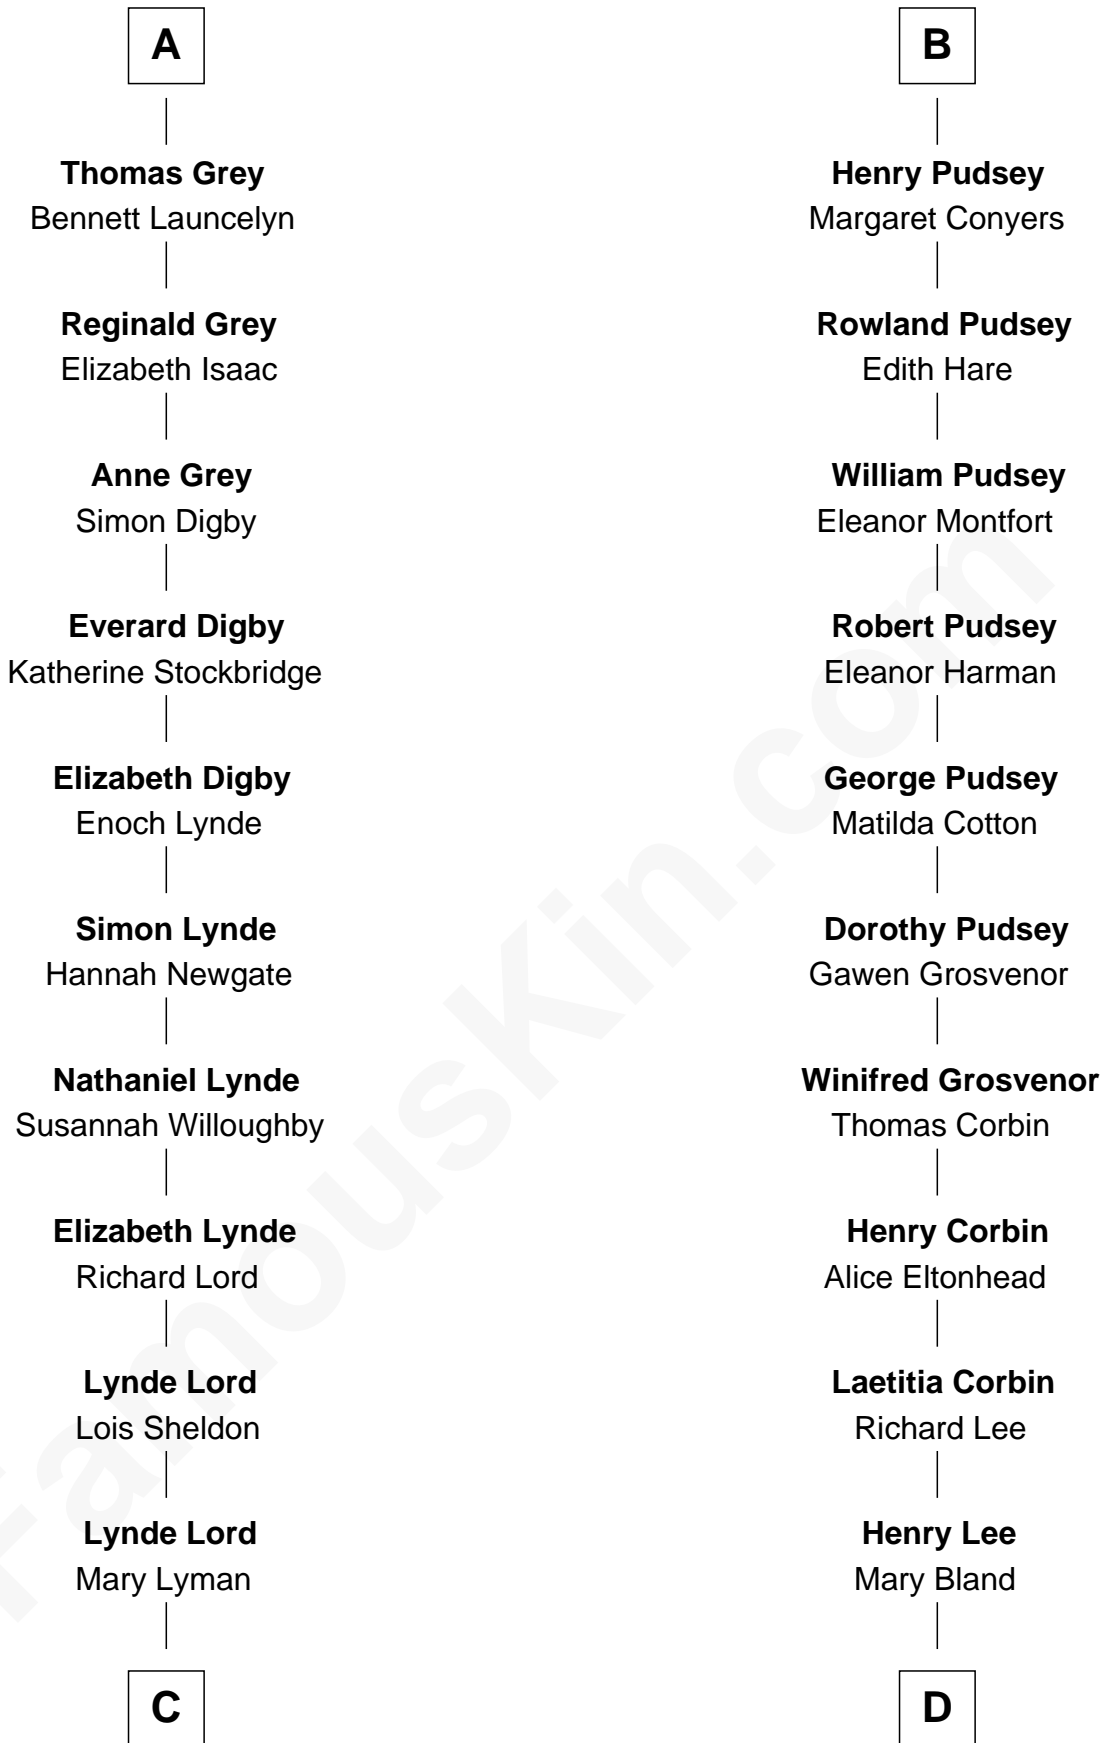 A
Thomas Grey
Bennett Launcelyn
Reginald Grey
Elizabeth Isaac
Anne Grey
Simon Digby
Everard Digby
Katherine Stockbridge
Elizabeth Digby
Enoch Lynde
Simon Lynde
Hannah Newgate
Nathaniel Lynde
Susannah Willoughby
Elizabeth Lynde
Richard Lord
Lynde Lord
Lois Sheldon
Lynde Lord
Mary Lyman
C
B
Henry Pudsey
Margaret Conyers
Rowland Pudsey
Edith Hare
William Pudsey
Eleanor Montfort
Robert Pudsey
Eleanor Harman
George Pudsey
Matilda Cotton
Dorothy Pudsey
Gawen Grosvenor
Winifred Grosvenor
Thomas Corbin
Henry Corbin
Alice Eltonhead
Laetitia Corbin
Richard Lee
Henry Lee
Mary Bland
D
FamousKin.com